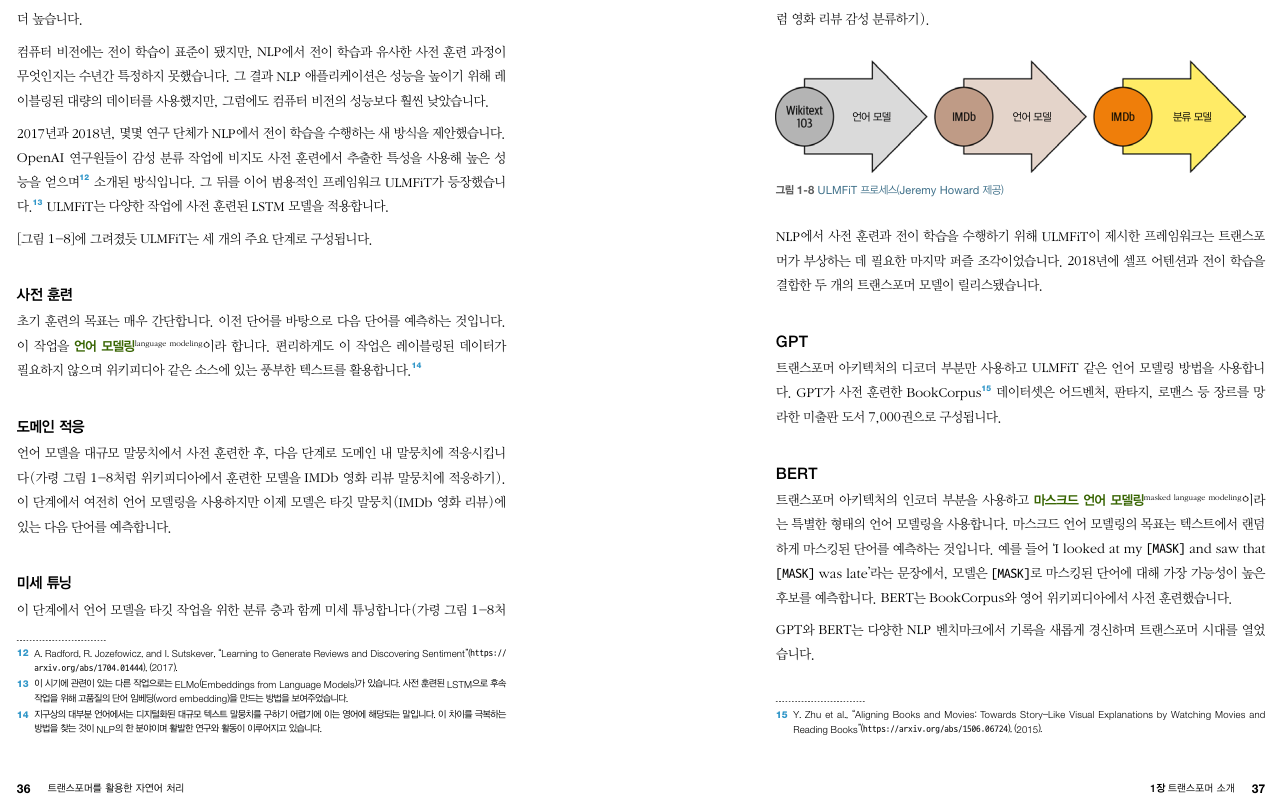 더 높습니다.
컴퓨터 비전에는 전이 학습이 표준이 됐지만, NLP에서 전이 학습과 유사한 사전 훈련 과정이
무엇인지는 수년간 특정하지 못했습니다. 그 결과 NLP 애플리케이션은 성능을 높이기 위해 레
이블링된 대량의 데이터를 사용했지만, 그럼에도 컴퓨터 비전의 성능보다 훨씬 낮았습니다.
2017년과 2018년, 몇몇 연구 단체가 NLP에서 전이 학습을 수행하는 새 방식을 제안했습니다.
OpenAI 연구원들이 감성 분류 작업에 비지도 사전 훈련에서 추출한 특성을 사용해 높은 성
능을 얻으며12 소개된 방식입니다. 그 뒤를 이어 범용적인 프레임워크 ULMFiT가 등장했습니
다.13 ULMFiT는 다양한 작업에 사전 훈련된 LSTM 모델을 적용합니다.
[그림 1-8]에 그려졌듯 ULMFiT는 세 개의 주요 단계로 구성됩니다.
사전 훈련
초기 훈련의 목표는 매우 간단합니다. 이전 단어를 바탕으로 다음 단어를 예측하는 것입니다.
이 작업을 언어 모델링language modeling이라 합니다. 편리하게도 이 작업은 레이블링된 데이터가
필요하지 않으며 위키피디아 같은 소스에 있는 풍부한 텍스트를 활용합니다.14
도메인 적응
언어 모델을 대규모 말뭉치에서 사전 훈련한 후, 다음 단계로 도메인 내 말뭉치에 적응시킵니
다(가령 그림 1-8처럼 위키피디아에서 훈련한 모델을 IMDb 영화 리뷰 말뭉치에 적응하기).
이 단계에서 여전히 언어 모델링을 사용하지만 이제 모델은 타깃 말뭉치(IMDb 영화 리뷰)에
있는 다음 단어를 예측합니다.
미세 튜닝
이 단계에서 언어 모델을 타깃 작업을 위한 분류 층과 함께 미세 튜닝합니다(가령 그림 1-8처
12 A. Radford, R. Jozefowicz, and I. Sutskever, "Learning to Generate Reviews and Discovering Sentiment"(https://
arxiv.org/abs/1704.01444), (2017).
13 이 시기에 관련이 있는 다른 작업으로는 ELMo(Embeddings from Language Models)가 있습니다. 사전 훈련된 LSTM으로 후속
작업을 위해 고품질의 단어 임베딩(word embedding)을 만드는 방법을 보여주었습니다.
14 지구상의 대부분 언어에서는 디지털화된 대규모 텍스트 말뭉치를 구하기 어렵기에 이는 영어에 해당되는 말입니다. 이 차이를 극복하는
방법을 찾는 것이 NLP의 한 분야이며 활발한 연구와 활동이 이루어지고 있습니다.
36 트랜스포머를 활용한 자연어 처리
럼 영화 리뷰 감성 분류하기).
Wikitext
103
언어 모델
IMDb
언어 모델
IMDb
분류 모델
그림 1-8 ULMFiT 프로세스(Jeremy Howard 제공)
NLP에서 사전 훈련과 전이 학습을 수행하기 위해 ULMFiT이 제시한 프레임워크는 트랜스포
머가 부상하는 데 필요한 마지막 퍼즐 조각이었습니다. 2018년에 셀프 어텐션과 전이 학습을
결합한 두 개의 트랜스포머 모델이 릴리스됐습니다.
GPT
트랜스포머 아키텍처의 디코더 부분만 사용하고 ULMFiT 같은 언어 모델링 방법을 사용합니
다. GPT가 사전 훈련한 BookCorpus15 데이터셋은 어드벤처, 판타지, 로맨스 등 장르를 망
라한 미출판 도서 7,000권으로 구성됩니다.
BERT
트랜스포머 아키텍처의 인코더 부분을 사용하고 마스크드 언어 모델링masked language modeling이라
는 특별한 형태의 언어 모델링을 사용합니다. 마스크드 언어 모델링의 목표는 텍스트에서 랜덤
하게 마스킹된 단어를 예측하는 것입니다. 예를 들어 'I looked at my [MASK] and saw that
[MASK] was late'라는 문장에서, 모델은 [MASK]로 마스킹된 단어에 대해 가장 가능성이 높은
후보를 예측합니다. BERT는 BookCorpus와 영어 위키피디아에서 사전 훈련했습니다.
GPT와 BERT는 다양한 NLP 벤치마크에서 기록을 새롭게 경신하며 트랜스포머 시대를 열었
습니다.
15 Y. Zhu et al., "Aligning Books and Movies: Towards Story-Like Visual Explanations by Watching Movies and
Reading Books"(https://arxiv.org/abs/1506.06724), (2015).
1장 트랜스포머 소개 37